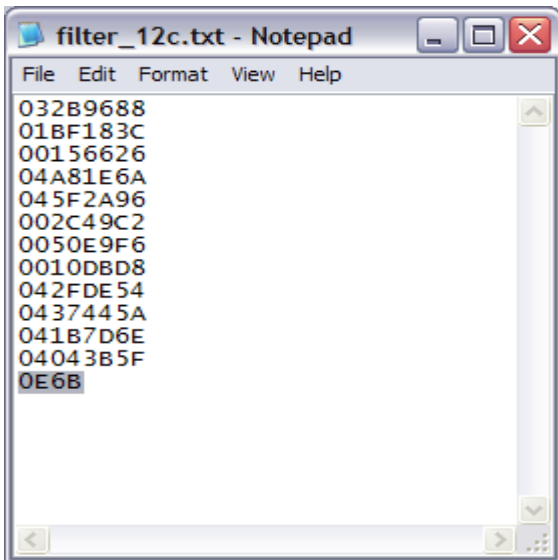 filter_12c.txt - Notepad
File Edit Format View Help
032B9688
01BF183C
00156626
04A81E6A
045F2A96
002C49C2
0050E9F6
0010DBD8
042FDE54
0437445A
041B7D6E
04043B5F
0E6B